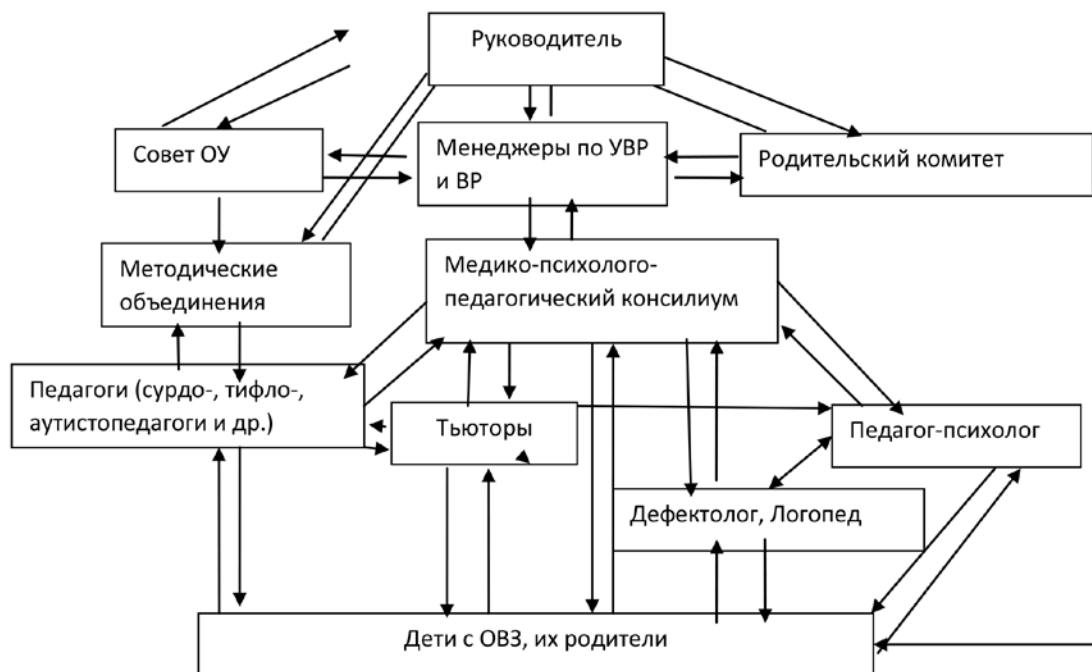 Руководитель
Совет ОУ
Менеджеры по УВР
и ВР
Родительский комитет
Методические
объединения
Медико-психолого-
педагогический консилиум
Педагоги (сурдо-, тифло-,
аутистопедагоги и др.)
Тьюторы
Педагог-психолог
Дефектолог, Логопед
Дети с ОВЗ, их родители